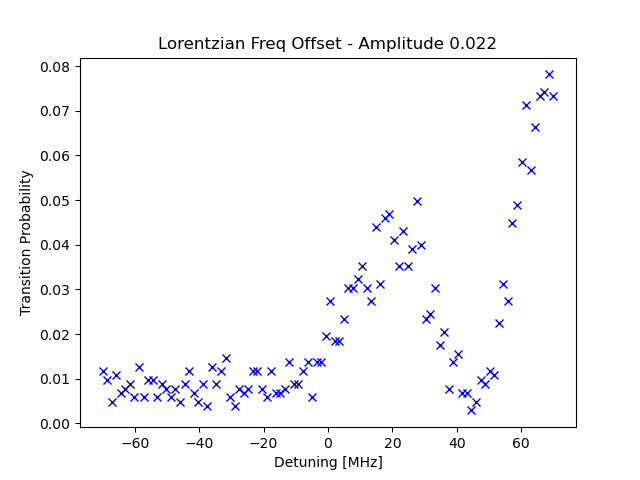 Lorentzian Freq Offset - Amplitude 0.022
0.08
0.07
0.06
0.05
0.04
0.03
0.02
0.01
0.00
Transition Probability
−60 −40 −20 0 20 40 60
Detuning [MHz]